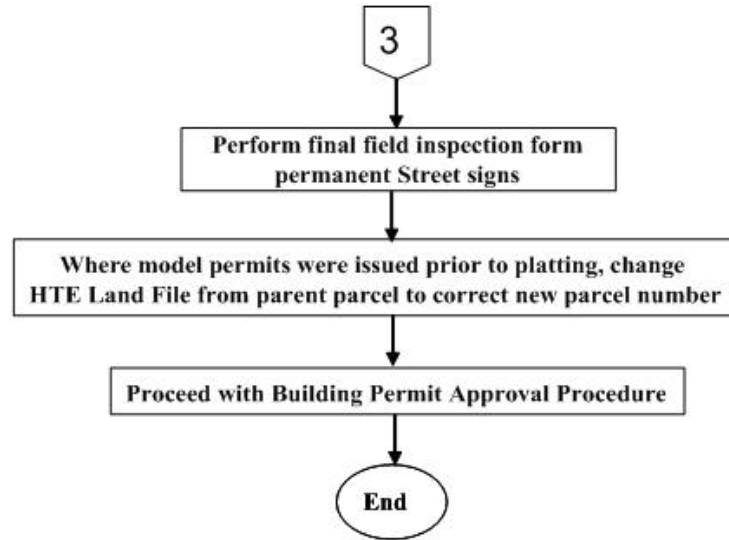 3
Perform final field inspection form
permanent Street signs
Where model permits were issued prior to platting, change
HTE Land File from parent parcel to correct new parcel number
Proceed with Building Permit Approval Procedure
End